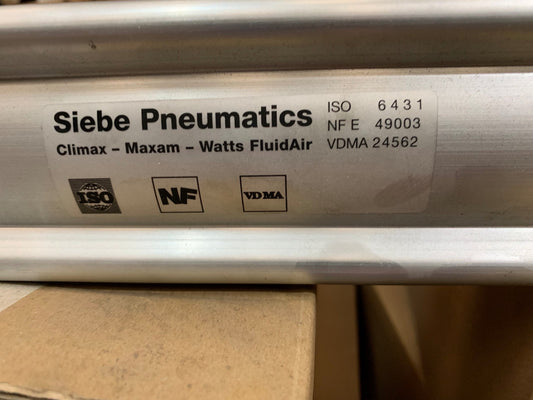 Siebe Pneumatics
Climax – Maxam – Watts FluidAir
ISO 6431
NF E 49003
VDMA 24562
ISO
NF
VDMA